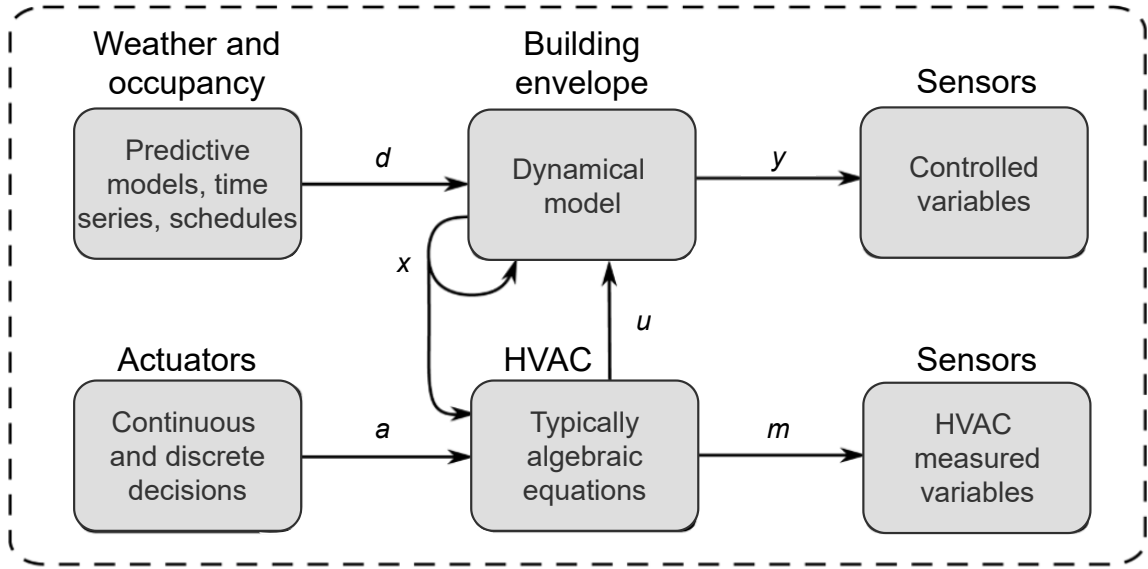 Weather and
occupancy
Predictive
models, time
series, schedules
d
Building
envelope
Dynamical
model
y
Sensors
Controlled
variables
x
u
Actuators
Continuous
and discrete
decisions
a
HVAC
Typically
algebraic
equations
m
Sensors
HVAC
measured
variables